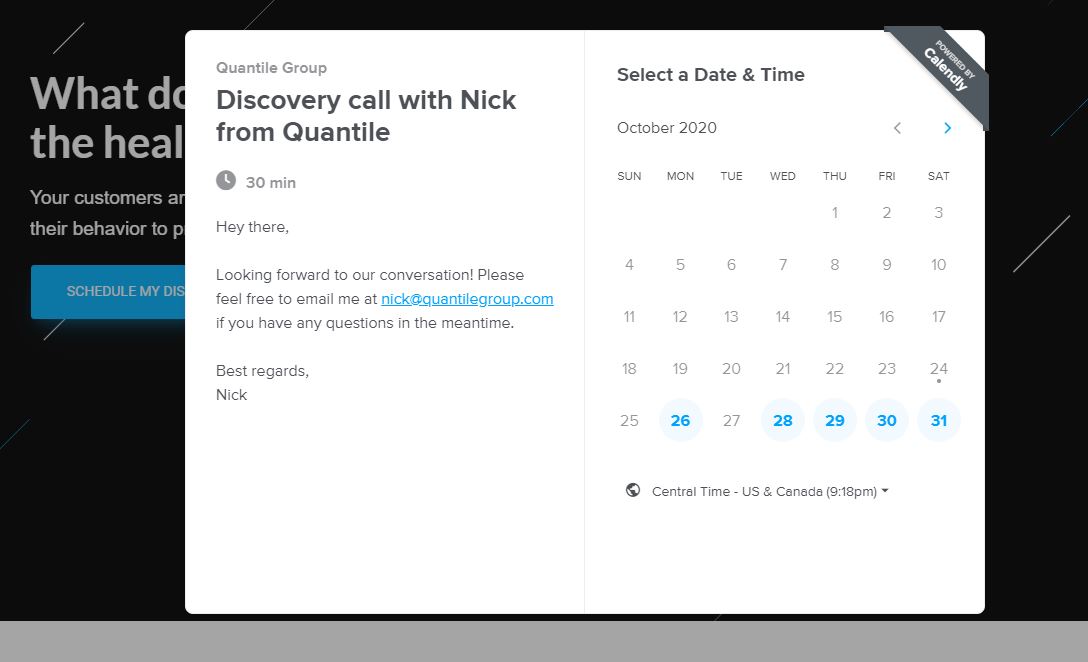 What do
the heal
Your customers ar
their behavior to p
SCHEDULE MY DIS
Quantile Group
Discovery call with Nick
from Quantile
30 min
Hey there,
Looking forward to our conversation! Please
feel free to email me at nick@quantilegroup.com
if you have any questions in the meantime.
Best regards,
Nick
POWERED BY
Calendly
Select a Date & Time
October 2020
SUN MON TUE WED THU FRI SAT
1 2 3
4 5 6 7 8 9 10
11 12 13 14 15 16 17
18 19 20 21 22 23 24
25 26 27 28 29 30 31
Central Time - US & Canada (9:18pm)